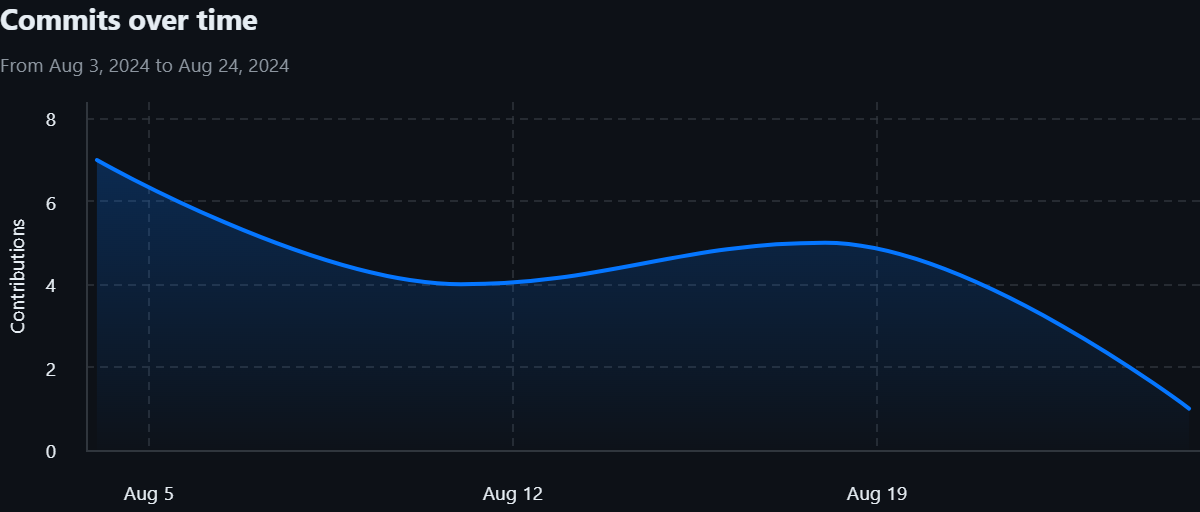 Commits over time
From Aug 3, 2024 to Aug 24, 2024
Contributions
8
6
4
2
0
Aug 5
Aug 12
Aug 19